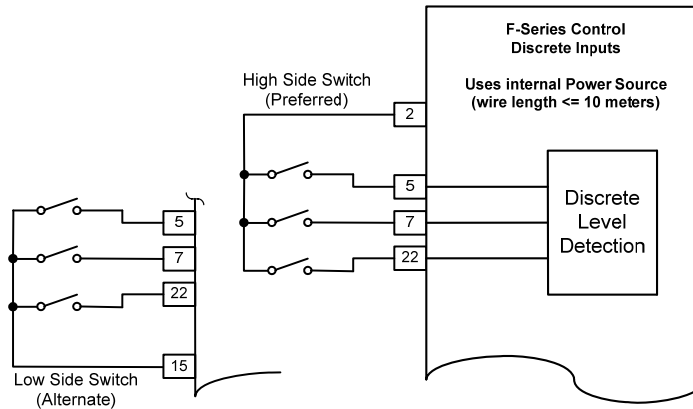 F-Series Control
Discrete Inputs
Uses internal Power Source
(wire length <= 10 meters)
High Side Switch
(Preferred)
2
5
7
22
Discrete
Level
Detection
5
7
22
15
Low Side Switch
(Alternate)